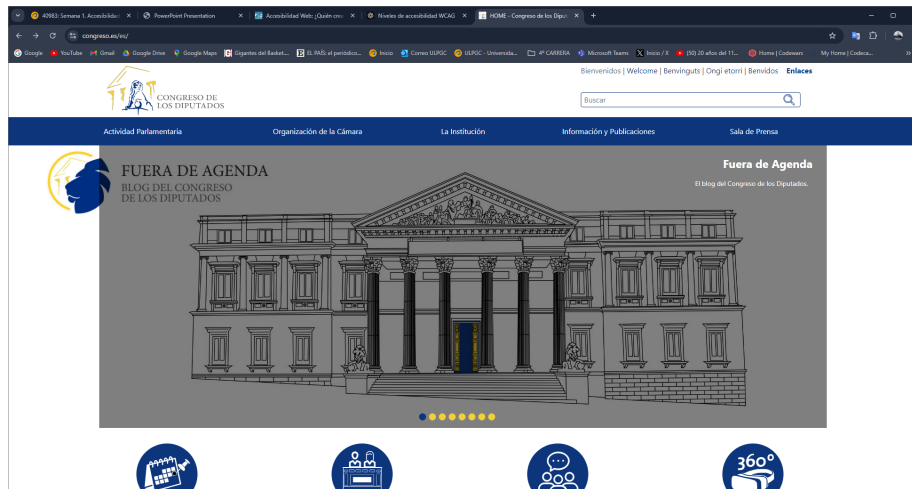 40983: Semana 1. Accesibilidad
PowerPoint Presentation
Accesibilidad Web: ¿Quién cre
Niveles de accesibilidad WCAG
HOME - Congreso de los Diput
congreso.es/es/
Google
YouTube
Gmail
Google Drive
Google Maps
Gigantes del Basket...
EL PAÍS: el periódico...
Inicio
Correo ULPGC
ULPGC - Universida...
4º CARRERA
Microsoft Teams
Inicio / X
(50) 20 años del 11...
Home | Codewars
My Home | Codeca...
CONGRESO DE
LOS DIPUTADOS
Bienvenidos | Welcome | Benvinguts | Ongi etorri | Benvidos Enlaces
Buscar
Actividad Parlamentaria
Organización de la Cámara
La Institución
Información y Publicaciones
Sala de Prensa
FUERA DE AGENDA
BLOG DEL CONGRESO
DE LOS DIPUTADOS
Fuera de Agenda
El blog del Congreso de los Diputados.
360º